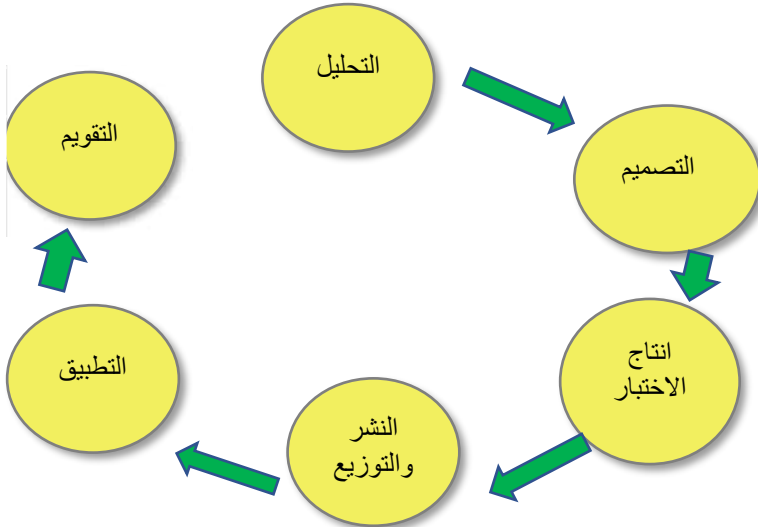 التحليل
التصميم
انتاج
الاختبار
النشر
والتوزيع
التطبيق
التقويم